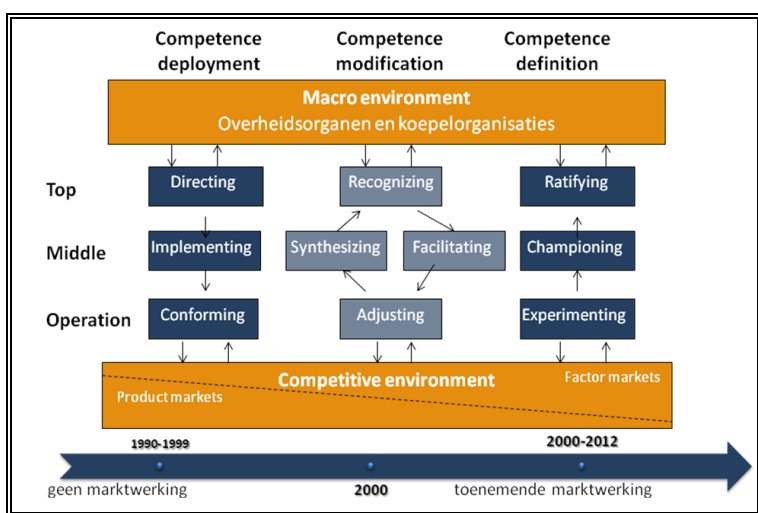 Competence deployment
Competence modification
Competence definition
Macro environment
Overheidsorganen en koepelorganisaties
Top
Directing
Recognizing
Ratifying
Middle
Implementing
Synthesizing
Facilitating
Championing
Operation
Conforming
Adjusting
Experimenting
Competitive environment
Factor markets
Product markets
1990-1999
2000-2012
geen marktwerking
2000
toenemende marktwerking